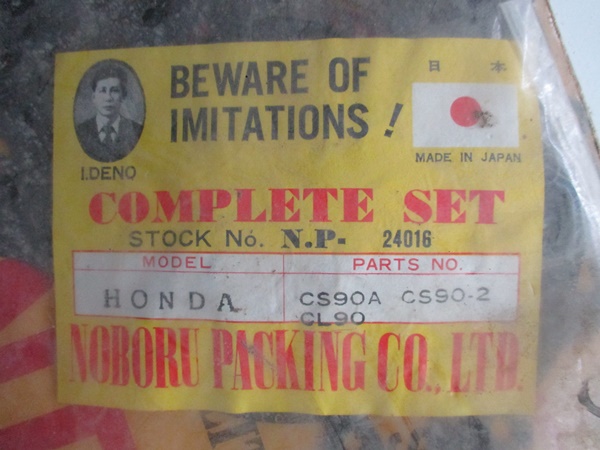 BEWARE OF
IMITATIONS !
日 本
MADE IN JAPAN
I.DENO
COMPLETE SET
STOCK No. N.P- 24016
MODEL PARTS NO.
HONDA CS90A CS90-2
CL90
NOBORU PACKING CO., LTD.